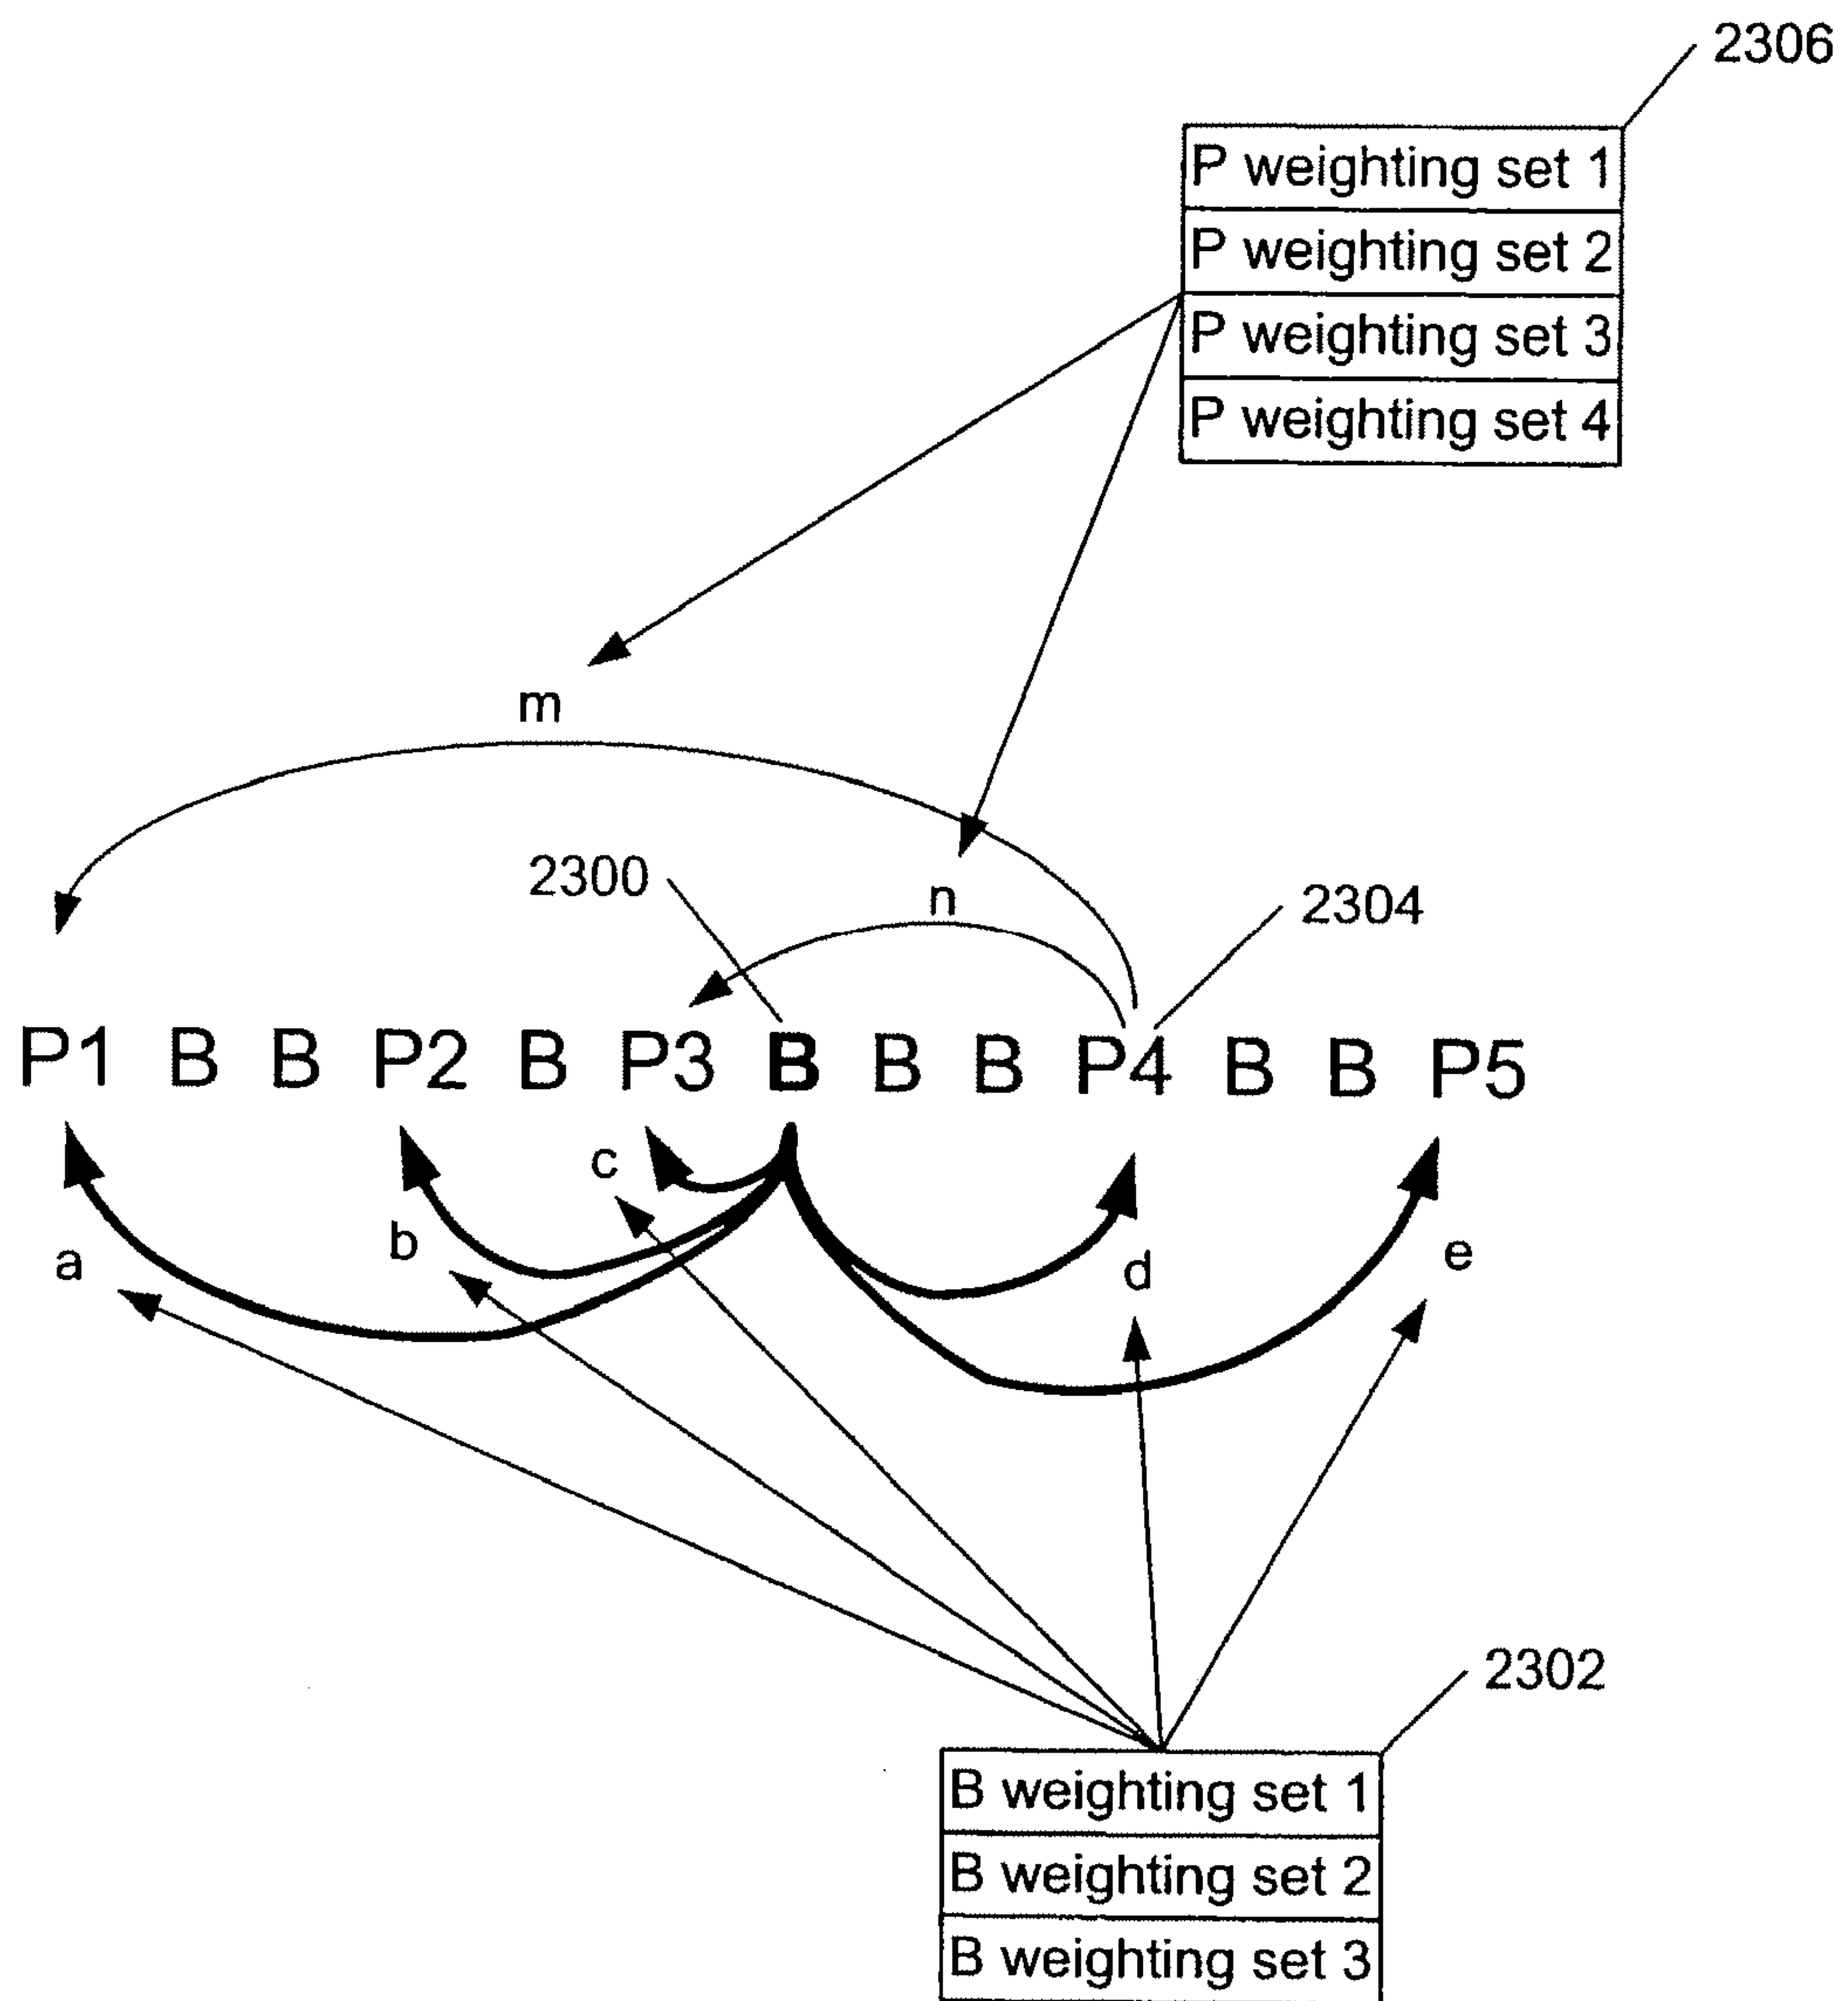 2306
P weighting set 1
P weighting set 2
P weighting set 3
P weighting set 4
m
2300
n
2304
P1 B B P2 B P3 B B B P4 B B P5
c
b
a
d
e
2302
B weighting set 1
B weighting set 2
B weighting set 3